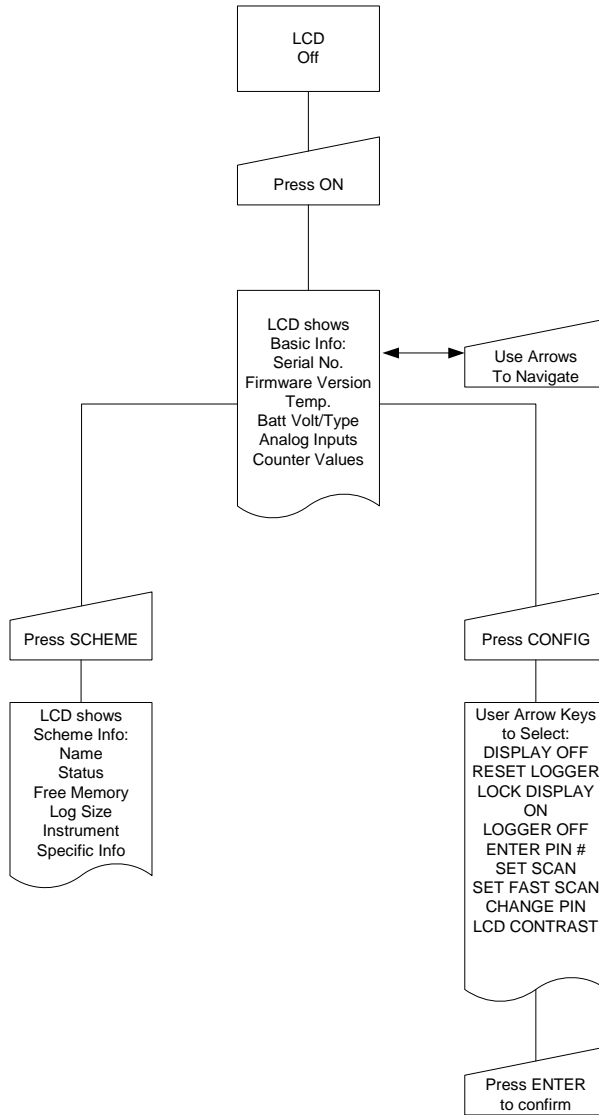 LCD
Off
Press ON
LCD shows
Basic Info:
Serial No.
Firmware Version
Temp.
Batt Volt/Type
Analog Inputs
Counter Values
Use Arrows
To Navigate
Press SCHEME
LCD shows
Scheme Info:
Name
Status
Free Memory
Log Size
Instrument
Specific Info
Press CONFIG
User Arrow Keys
to Select:
DISPLAY OFF
RESET LOGGER
LOCK DISPLAY
ON
LOGGER OFF
ENTER PIN #
SET SCAN
SET FAST SCAN
CHANGE PIN
LCD CONTRAST
Press ENTER
to confirm